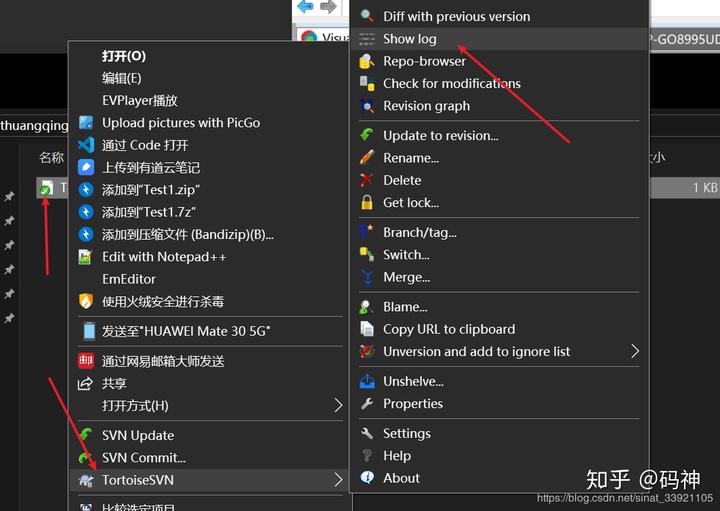 Visua
P-GO8995UD
thuangqing
名称
大小
1 KB
打开(O)
编辑(E)
EVPlayer播放
Upload pictures with PicGo
通过 Code 打开
上传到有道云笔记
添加到"Test1.zip"
添加到"Test1.7z"
添加到压缩文件 (Bandizip)(B)...
Edit with Notepad++
EmEditor
使用火绒安全进行杀毒
发送至"HUAWEI Mate 30 5G"
通过网易邮箱大师发送
共享
打开方式(H)
SVN Update
SVN Commit...
TortoiseSVN
比较选定项目
Diff with previous version
Show log
Repo-browser
Check for modifications
Revision graph
Update to revision...
Rename...
Delete
Get lock...
Branch/tag...
Switch...
Merge...
Blame...
Copy URL to clipboard
Unversion and add to ignore list
Unshelve...
Properties
Settings
Help
About
知乎 @码神
https://blog.csdn.net/sinat_33921105